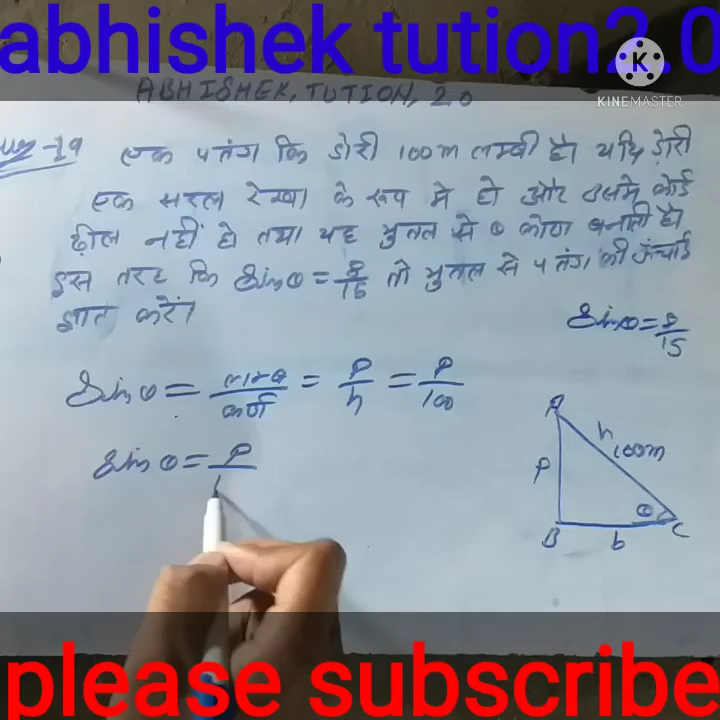 abhishek tution2.0
KINEMASTER
ABHISHEK, TUTION, 2.0
-19 एक पतंग कि डोरी 100m लम्बी है। यदि डोरी
एक सरल रेखा के रूप मे हो और उसमे कोई
ढ़ील नहीं हो तथा यह भुतल से θ कोण बनाती है।
इस तरह कि Sinθ = 8/15 तो भुतल से पतंग की ऊंचाई
ज्ञात करें।
Sinθ = 8/15
Sinθ = लम्ब/कर्ण = P/h = P/100
Sinθ = P/
A
h
100m
P
θ
B
b
C
please subscribe